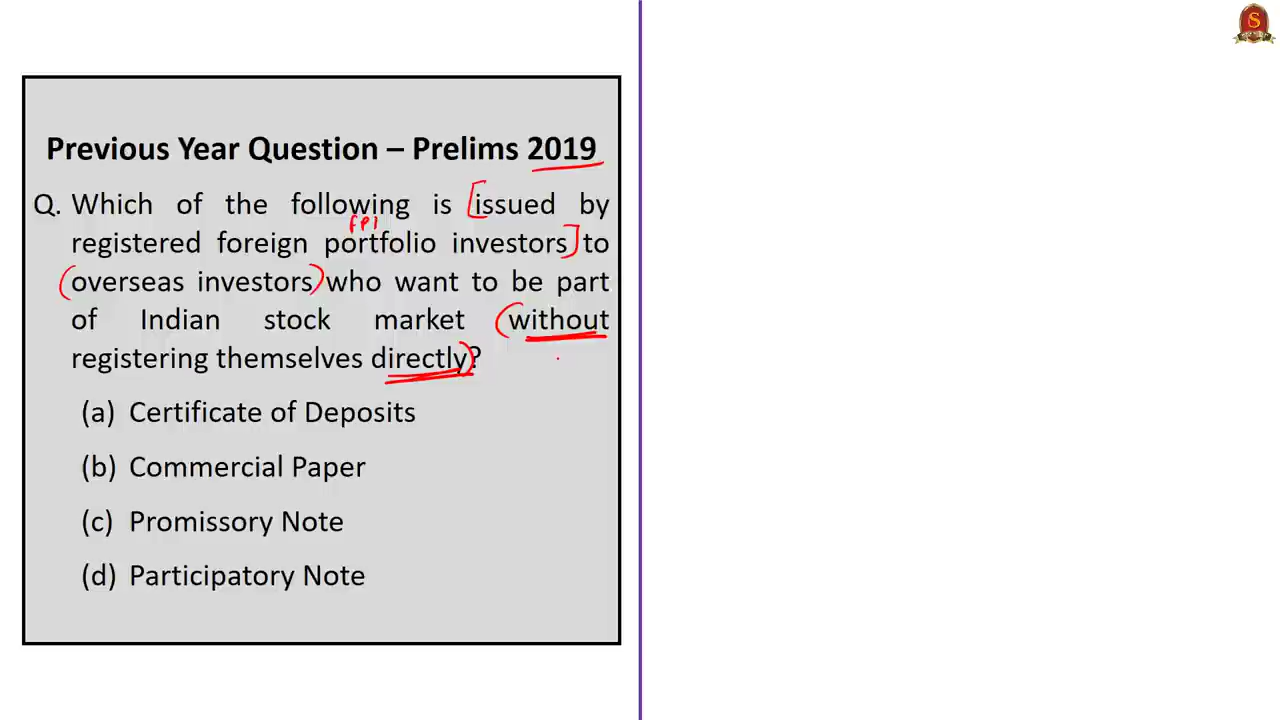 Previous Year Question – Prelims 2019
Q. Which of the following is [issued by
FPI
registered foreign portfolio investors] to
(overseas investors) who want to be part
of Indian stock market (without
registering themselves directly)?
(a) Certificate of Deposits
(b) Commercial Paper
(c) Promissory Note
(d) Participatory Note
S